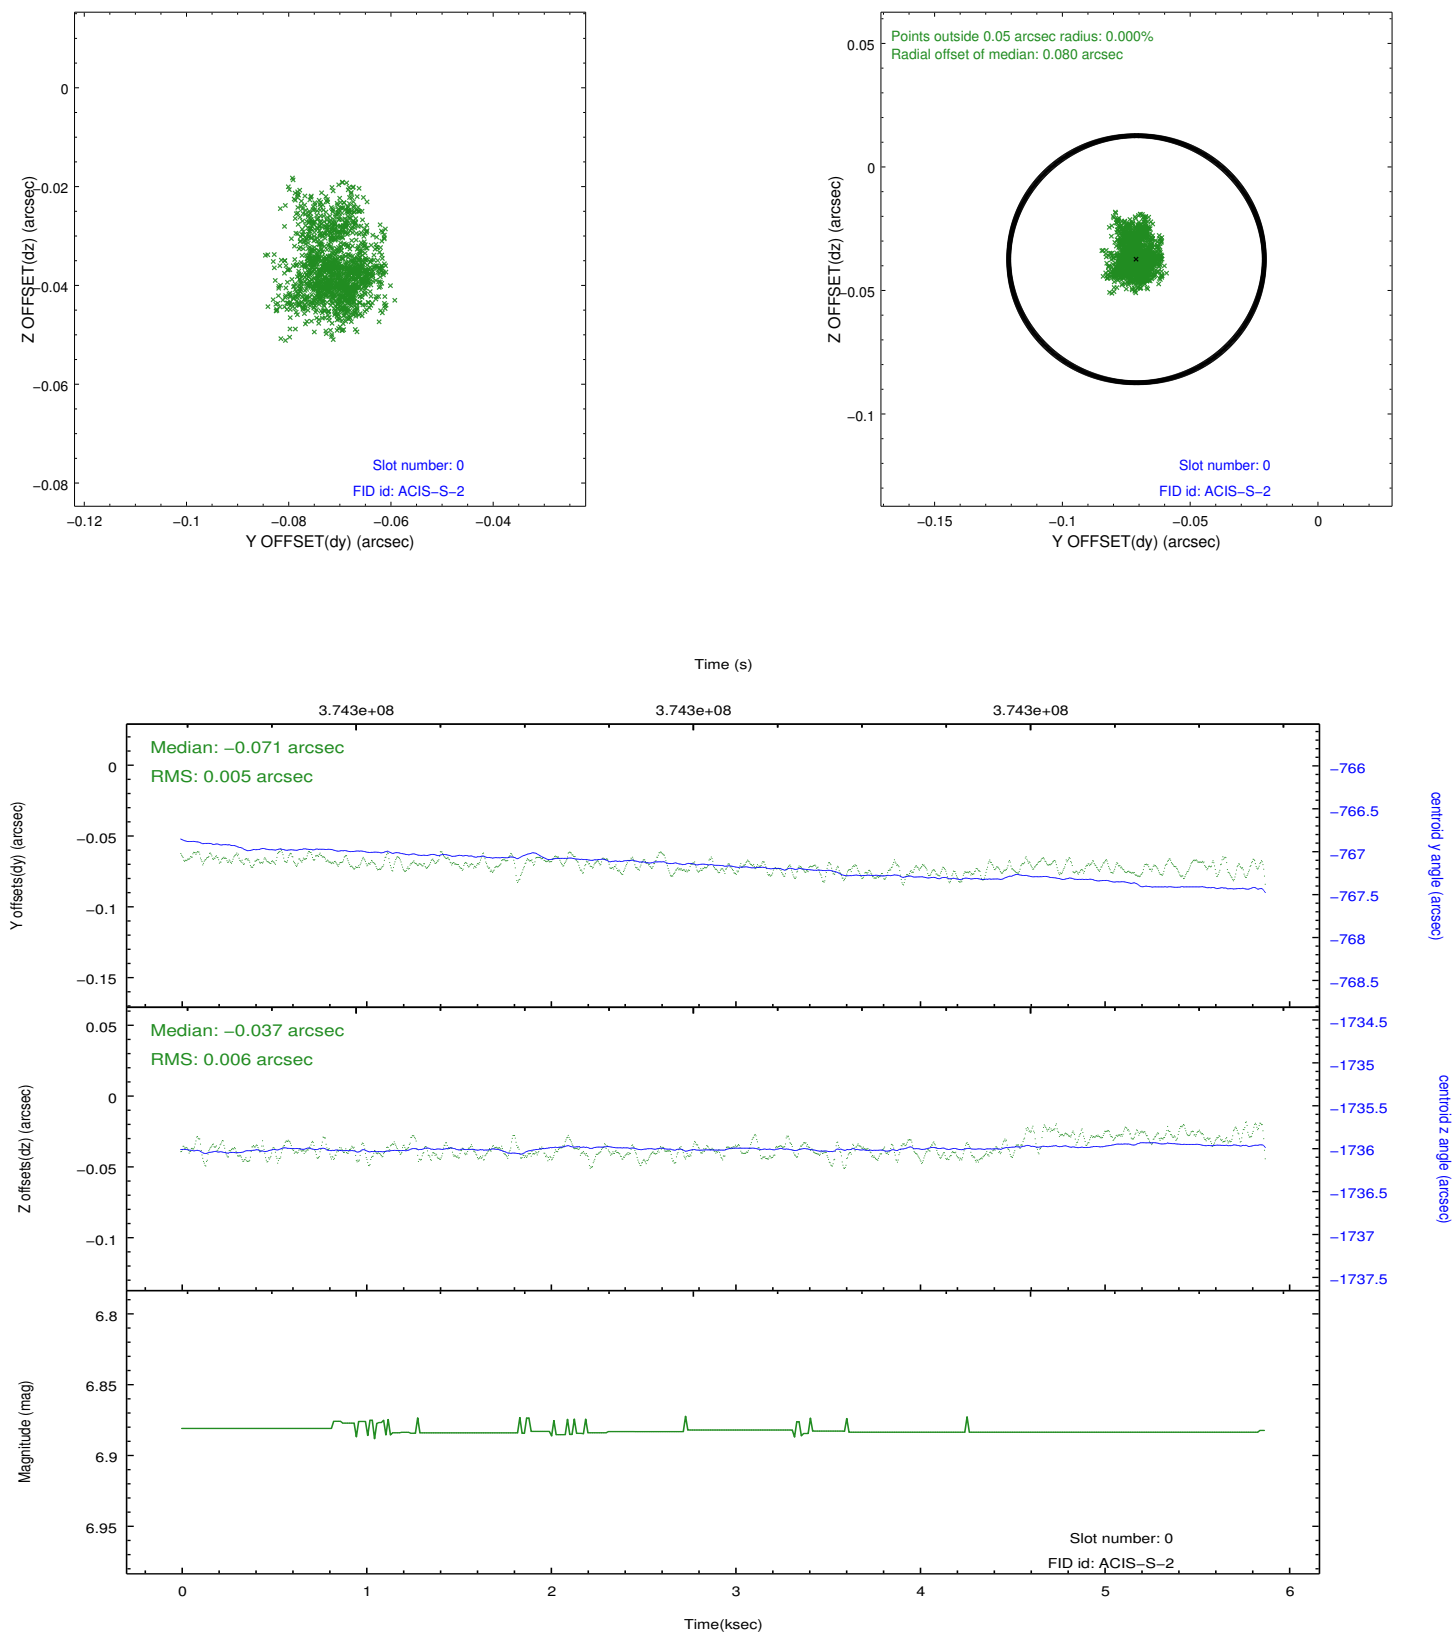 0
−0.02
−0.04
−0.06
−0.08
Z OFFSET(dz) (arcsec)
Slot number: 0
FID id: ACIS−S−2
−0.12
−0.1
−0.08
−0.06
−0.04
Y OFFSET(dy) (arcsec)
Points outside 0.05 arcsec radius: 0.000%
Radial offset of median: 0.080 arcsec
0.05
0
−0.05
−0.1
Z OFFSET(dz) (arcsec)
Slot number: 0
FID id: ACIS−S−2
−0.15
−0.1
−0.05
0
Y OFFSET(dy) (arcsec)
Time (s)
3.743e+08
3.743e+08
3.743e+08
Median: −0.071 arcsec
RMS: 0.005 arcsec
0
−0.05
−0.1
−0.15
Y offsets(dy) (arcsec)
−766
−766.5
−767
−767.5
−768
−768.5
centroid y angle (arcsec)
Median: −0.037 arcsec
RMS: 0.006 arcsec
0.05
0
−0.05
−0.1
Z offsets(dz) (arcsec)
−1734.5
−1735
−1735.5
−1736
−1736.5
−1737
−1737.5
centroid z angle (arcsec)
6.8
6.85
6.9
6.95
Magnitude (mag)
Slot number: 0
FID id: ACIS−S−2
0
1
2
3
4
5
6
Time(ksec)